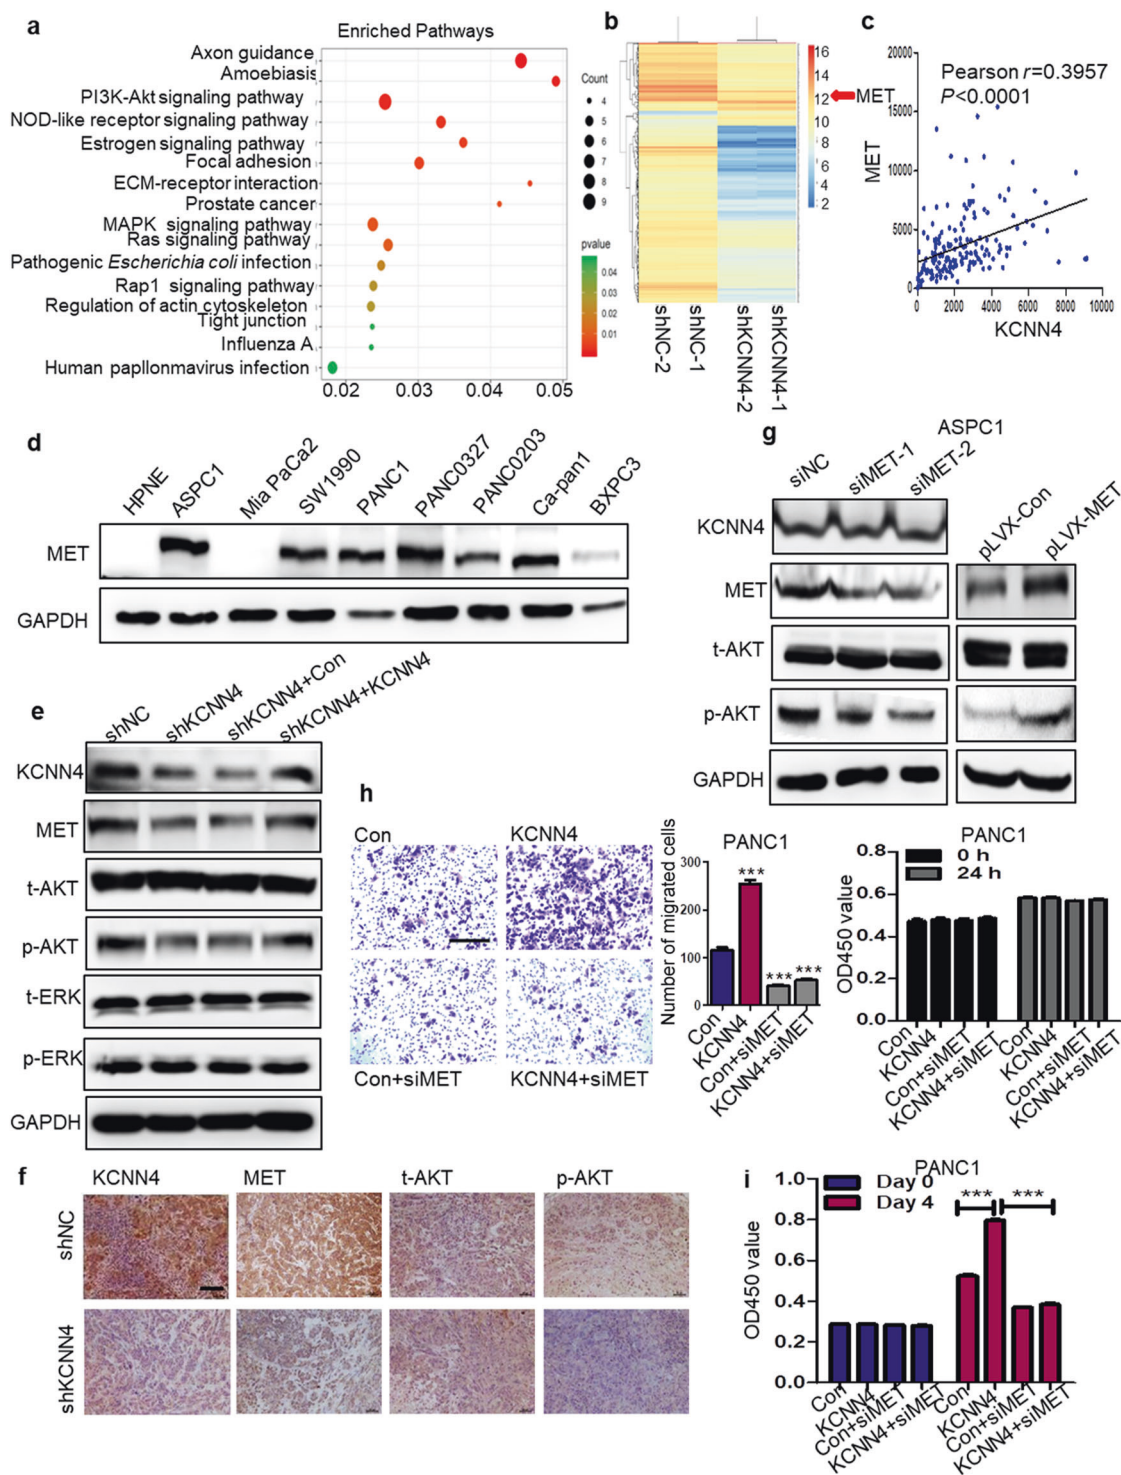 a
Enriched Pathways
Axon guidance
Amoebiasis
PI3K-Akt signaling pathway
NOD-like receptor signaling pathway
Estrogen signaling pathway
Focal adhesion
ECM-receptor interaction
Prostate cancer
MAPK signaling pathway
Ras signaling pathway
Pathogenic Escherichia coli infection
Rap1 signaling pathway
Regulation of actin cytoskeleton
Tight junction
Influenza A
Human papllonmavirus infection
0.02 0.03 0.04 0.05
Count
4
5
6
7
8
9
pvalue
0.04
0.03
0.02
0.01
b
16
14
12
10
8
6
4
2
MET
shNC-2
shNC-1
shKCNN4-2
shKCNN4-1
c
Pearson r=0.3957
P<0.0001
MET
20000
15000
10000
5000
0
0 2000 4000 6000 8000 10000
KCNN4
d
HPNE
ASPC1
Mia PaCa2
SW1990
PANC1
PANC0327
PANC0203
Ca-pan1
BXPC3
MET
GAPDH
e
shNC
shKCNN4
shKCNN4+Con
shKCNN4+KCNN4
KCNN4
MET
t-AKT
p-AKT
t-ERK
p-ERK
GAPDH
f
KCNN4 MET t-AKT p-AKT
shNC
shKCNN4
g
ASPC1
siNC
siMET-1
siMET-2
pLVX-Con
pLVX-MET
KCNN4
MET
t-AKT
p-AKT
GAPDH
h
Con KCNN4
Con+siMET KCNN4+siMET
PANC1
Number of migrated cells
300
200
100
0
***
***
***
Con
KCNN4
Con+siMET
KCNN4+siMET
PANC1
0 h
24 h
OD450 value
0.8
0.6
0.4
0.2
0.0
Con
KCNN4
Con+siMET
KCNN4+siMET
Con
KCNN4
Con+siMET
KCNN4+siMET
i
PANC1
Day 0
Day 4
*** ***
OD450 value
1.0
0.8
0.6
0.4
0.2
0.0
Con
KCNN4
Con+siMET
KCNN4+siMET
Con
KCNN4
Con+siMET
KCNN4+siMET